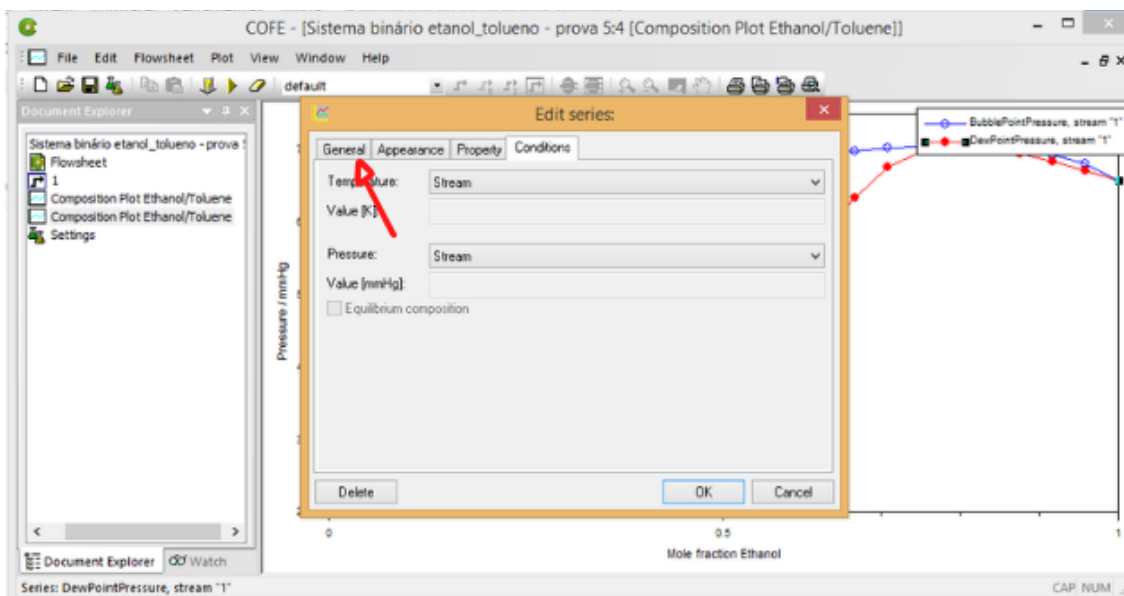 COFE - [Sistema binário etanol_tolueno - prova 5:4 [Composition Plot Ethanol/Toluene]]
File Edit Flowsheet Plot View Window Help
default
Document Explorer
Sistema binário etanol_tolueno - prova
Flowsheet
1
Composition Plot Ethanol/Toluene
Composition Plot Ethanol/Toluene
Settings
Document Explorer
Watch
Series: DewPointPressure, stream "1"
Edit series:
General Appearance Property Conditions
Temperature: Stream
Value [K]
Pressure: Stream
Value [mmHg]:
Equilibrium composition
Delete OK Cancel
BubblePointPressure, stream "1"
DewPointPressure, stream "1"
Pressure / mmHg
0 0.5 1
Mole fraction Ethanol
CAP NUM